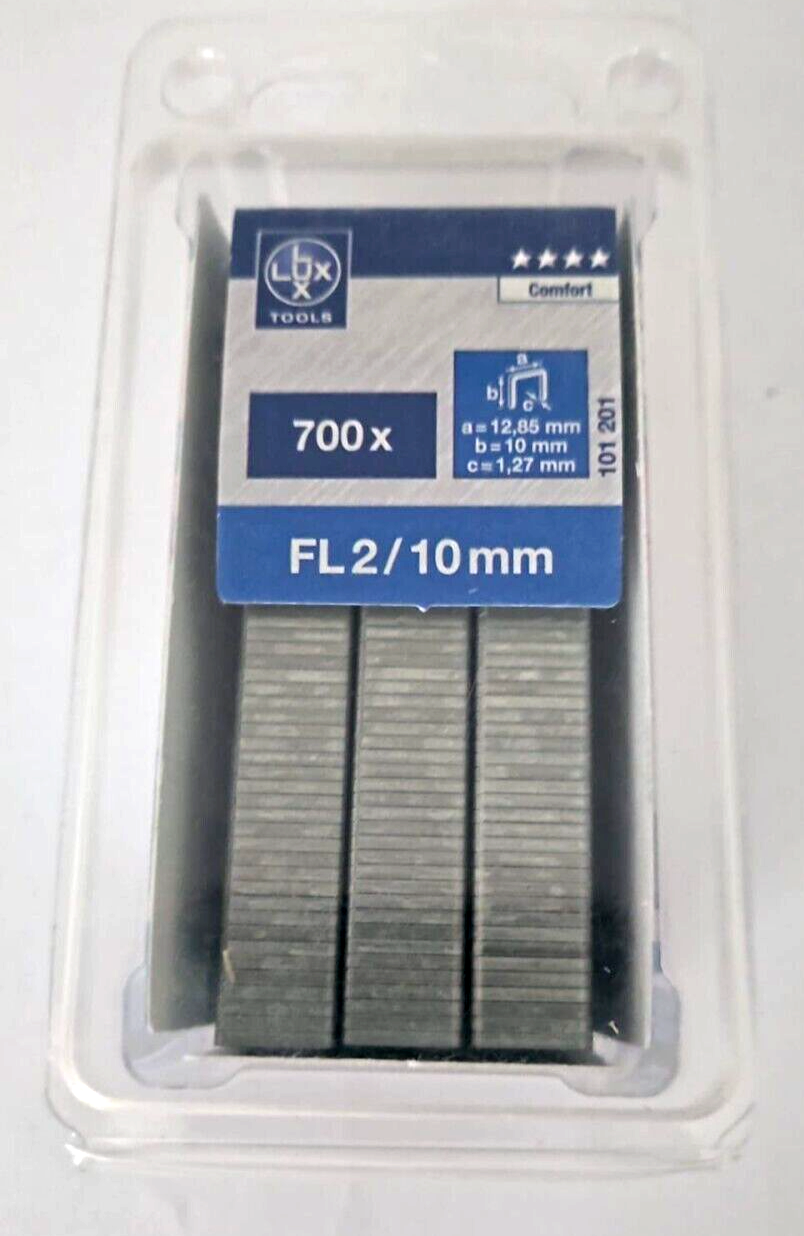 LUX
X
TOOLS
Comfort
700 x
a
b
c
a=12,85 mm
b=10 mm
c=1,27 mm
101 201
FL 2/10 mm